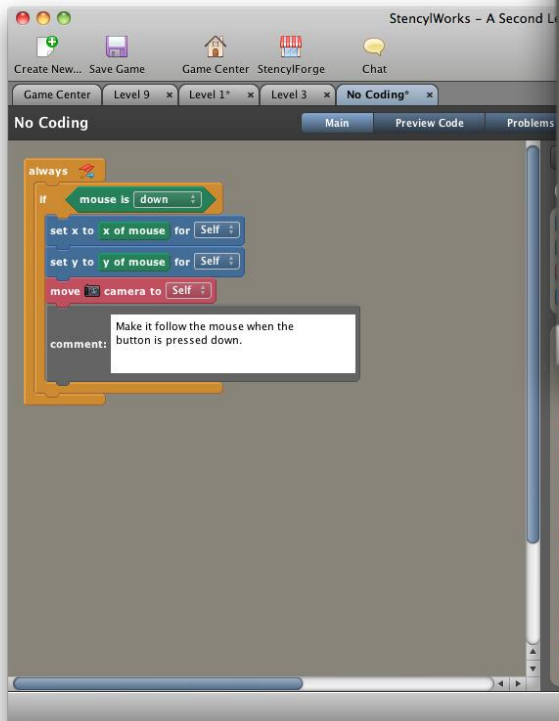 StencylWorks - A Second
Create New... Save Game Game Center StencylForge Chat
Game Center Level 9 × Level 1* × Level 3 × No Coding* ×
No Coding Main Preview Code Problems
always
if mouse is down
set x to x of mouse for Self
set y to y of mouse for Self
move camera to Self
comment: Make it follow the mouse when the
button is pressed down.